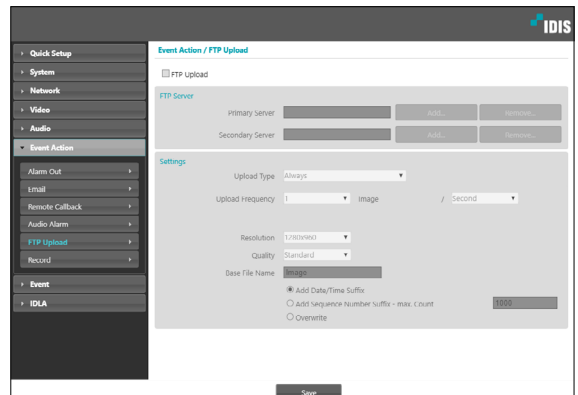 IDIS
Quick Setup
System
Network
Video
Audio
Event Action
Alarm Out
Email
Remote Callback
Audio Alarm
FTP Upload
Record
Event
IDLA
Event Action / FTP Upload
FTP Upload
FTP Server
Primary Server Add... Remove...
Secondary Server Add... Remove...
Settings
Upload Type Always
Upload Frequency 1 Image / Second
Resolution 1280x960
Quality Standard
Base File Name Image
Add Date/Time Suffix
Add Sequence Number Suffix - max. Count 1000
Overwrite
Save